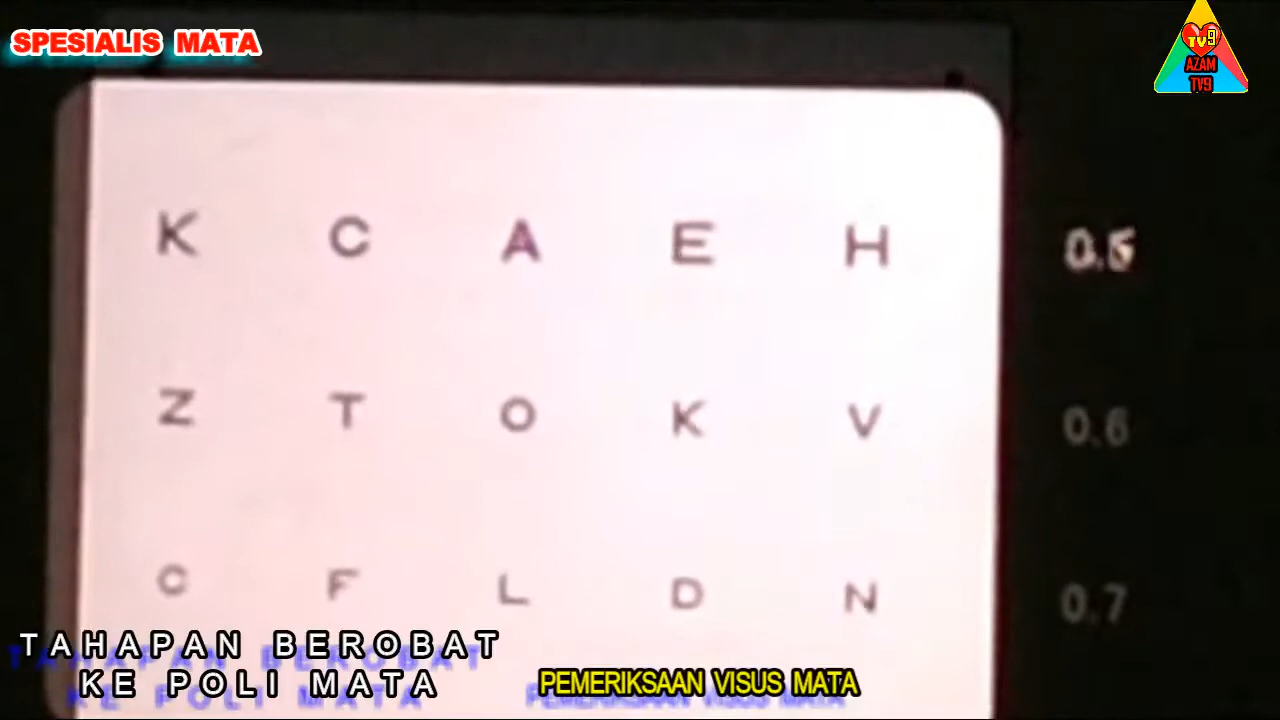 SPESIALIS MATA
TV9
AZAM
TV9
K C A E H 0.5
Z T O K V 0.6
C F L D N 0.7
TAHAPAN BEROBAT
KE POLI MATA
PEMERIKSAAN VISUS MATA